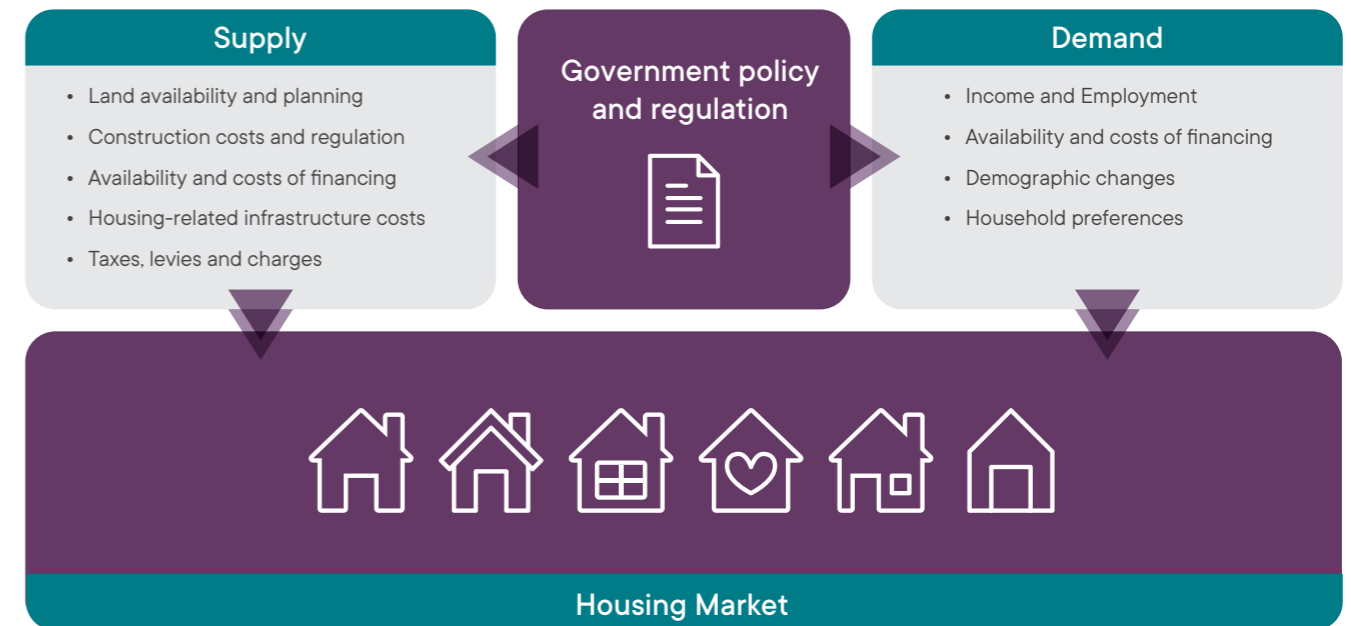 Supply
• Land availability and planning
• Construction costs and regulation
• Availability and costs of financing
• Housing-related infrastructure costs
• Taxes, levies and charges
Government policy
and regulation
Demand
• Income and Employment
• Availability and costs of financing
• Demographic changes
• Household preferences
Housing Market